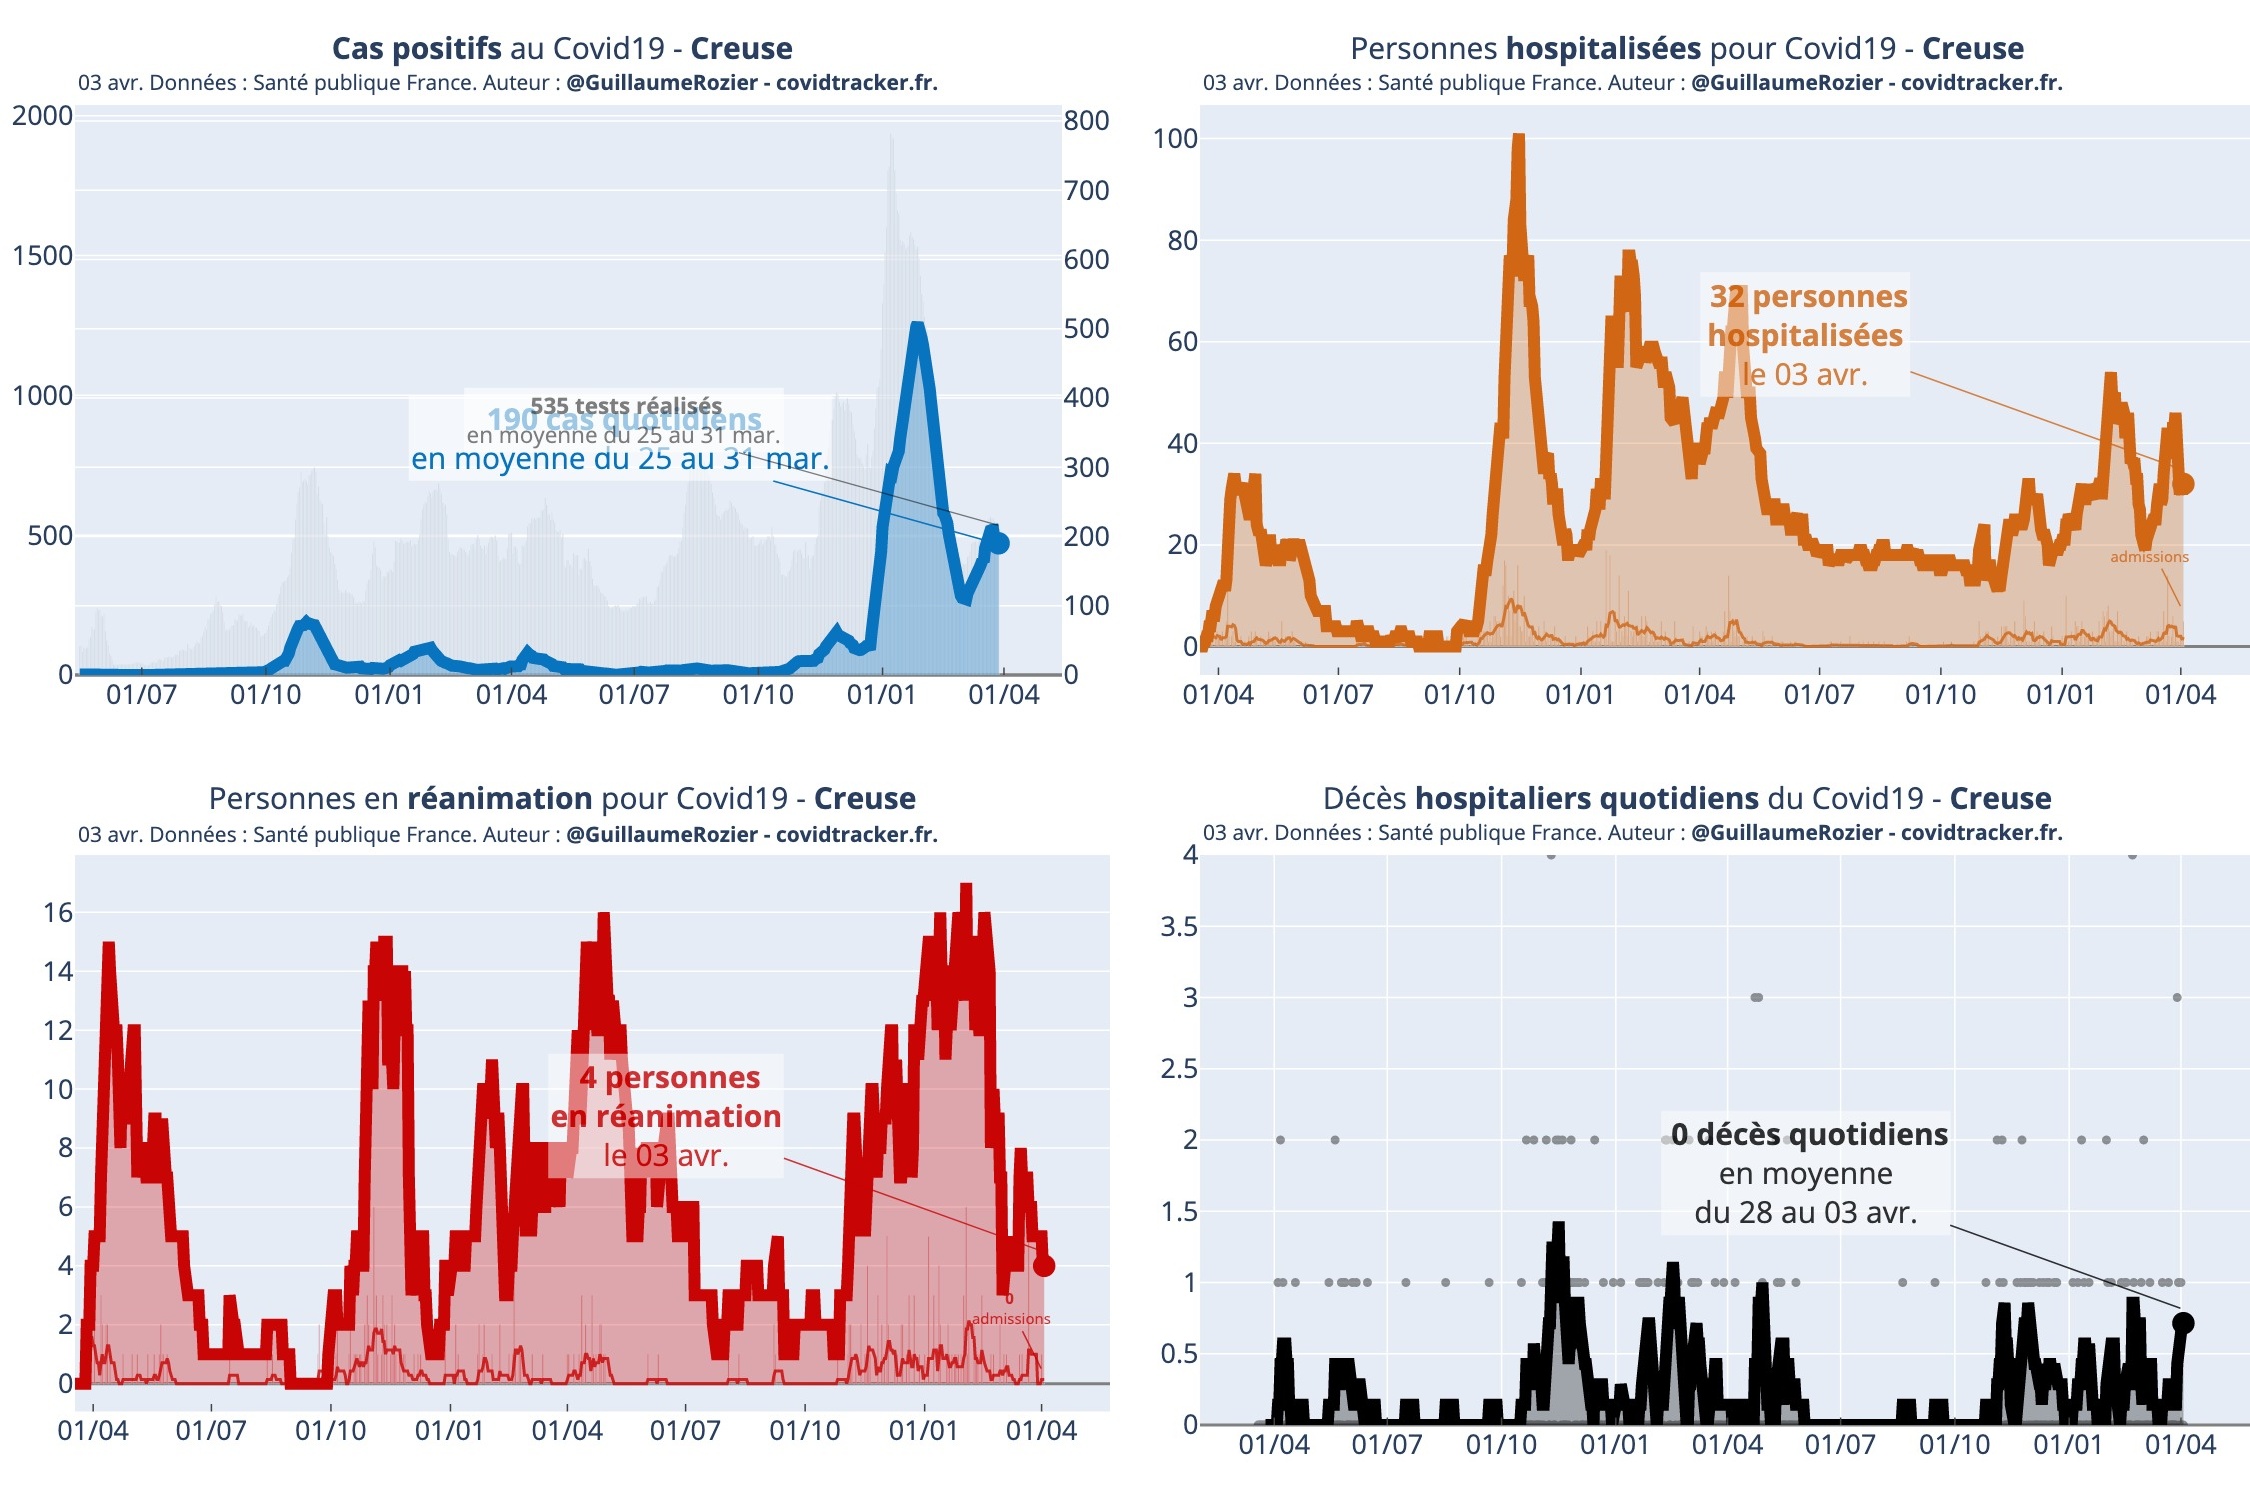 Cas positifs au Covid19 - Creuse
03 avr. Données : Santé publique France. Auteur : @GuillaumeRozier - covidtracker.fr.
2000
1500
1000
500
0
800
700
600
500
400
300
200
100
0
535 tests réalisés
en moyenne du 25 au 31 mar.
190 cas quotidiens
en moyenne du 25 au 31 mar.
01/07 01/10 01/01 01/04 01/07 01/10 01/01 01/04
Personnes hospitalisées pour Covid19 - Creuse
03 avr. Données : Santé publique France. Auteur : @GuillaumeRozier - covidtracker.fr.
100
80
60
40
20
0
32 personnes
hospitalisées
le 03 avr.
admissions
01/04 01/07 01/10 01/01 01/04 01/07 01/10 01/01 01/04
Personnes en réanimation pour Covid19 - Creuse
03 avr. Données : Santé publique France. Auteur : @GuillaumeRozier - covidtracker.fr.
16
14
12
10
8
6
4
2
0
4 personnes
en réanimation
le 03 avr.
0
admissions
01/04 01/07 01/10 01/01 01/04 01/07 01/10 01/01 01/04
Décès hospitaliers quotidiens du Covid19 - Creuse
03 avr. Données : Santé publique France. Auteur : @GuillaumeRozier - covidtracker.fr.
4
3.5
3
2.5
2
1.5
1
0.5
0
0 décès quotidiens
en moyenne
du 28 au 03 avr.
01/04 01/07 01/10 01/01 01/04 01/07 01/10 01/01 01/04